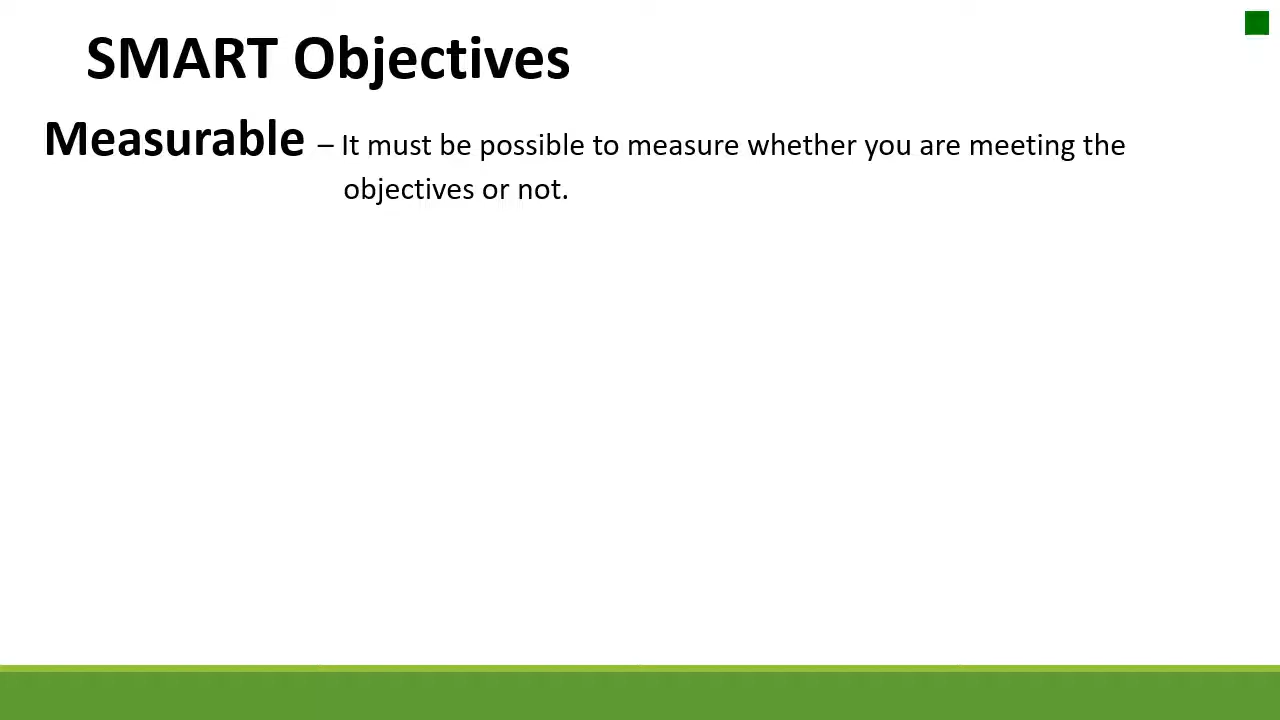 SMART Objectives
Measurable – It must be possible to measure whether you are meeting the
objectives or not.